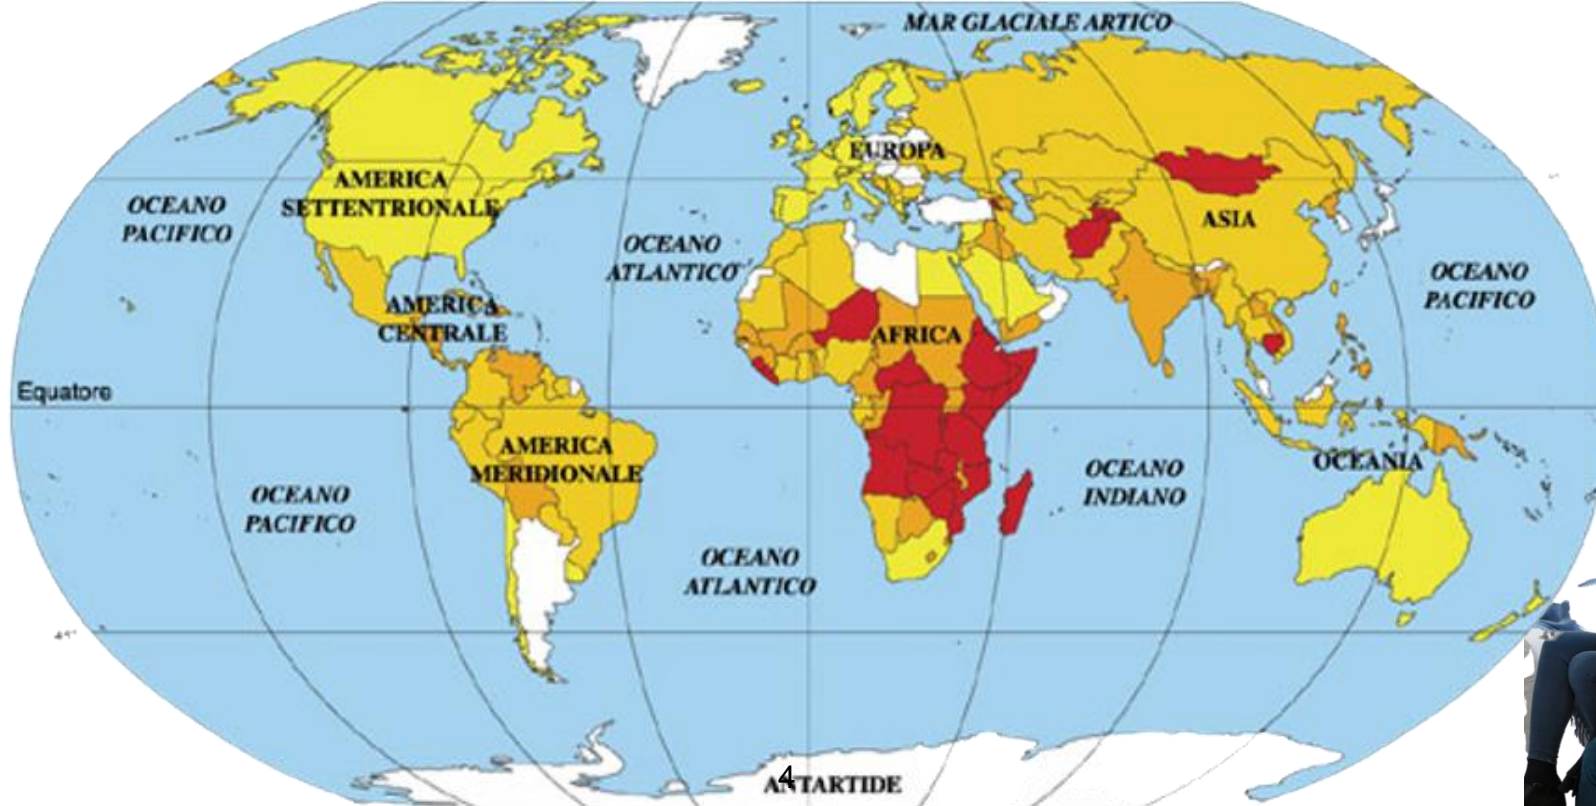 MAR GLACIALE ARTICO
EUROPA
AMERICA
SETTENTRIONALE
OCEANO
PACIFICO
ASIA
OCEANO
ATLANTICO
OCEANO
PACIFICO
AMERICA
CENTRALE
AFRICA
Equatore
AMERICA
MERIDIONALE
OCEANIA
OCEANO
INDIANO
OCEANO
PACIFICO
OCEANO
ATLANTICO
4
ANTARTIDE